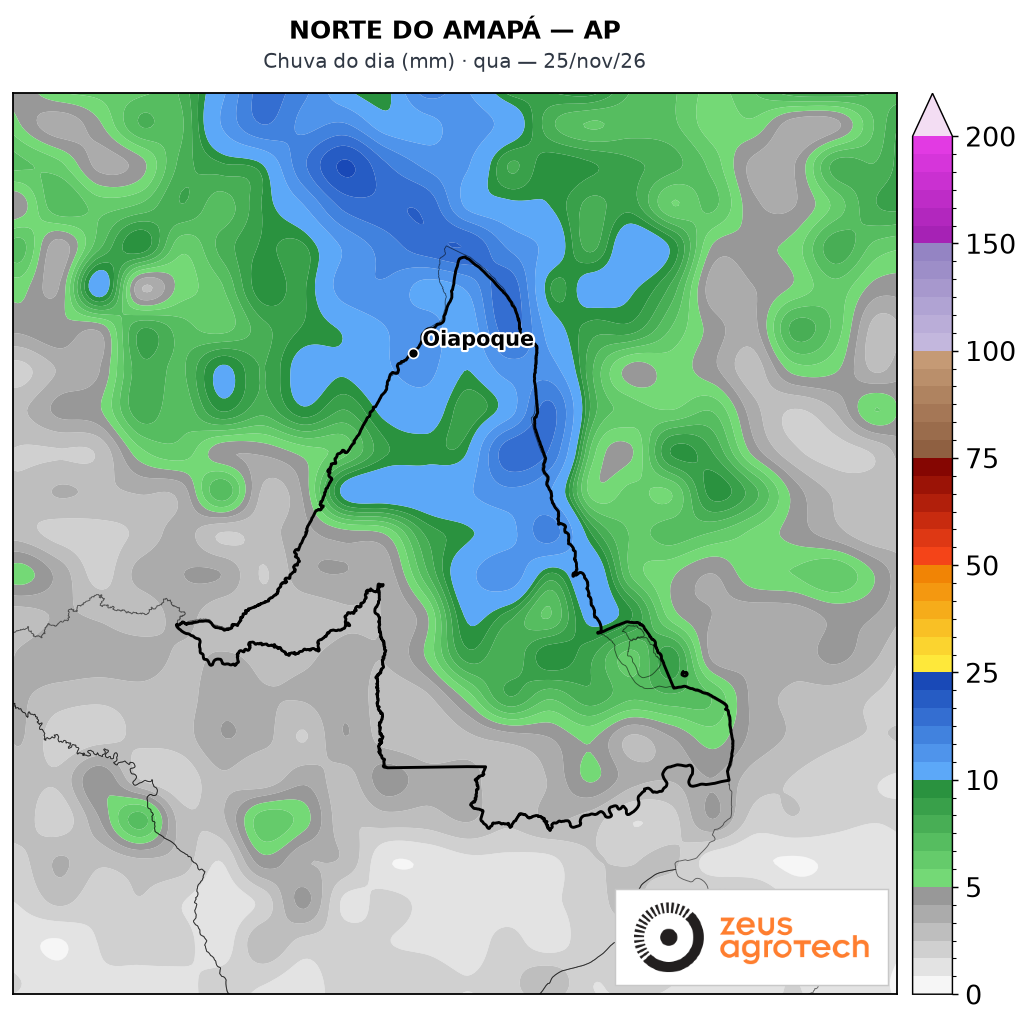 NORTE DO AMAPÁ — AP
Chuva do dia (mm) · qua — 25/nov/26
200
150
100
75
50
25
10
5
0
Oiapoque
zeus
agrotech